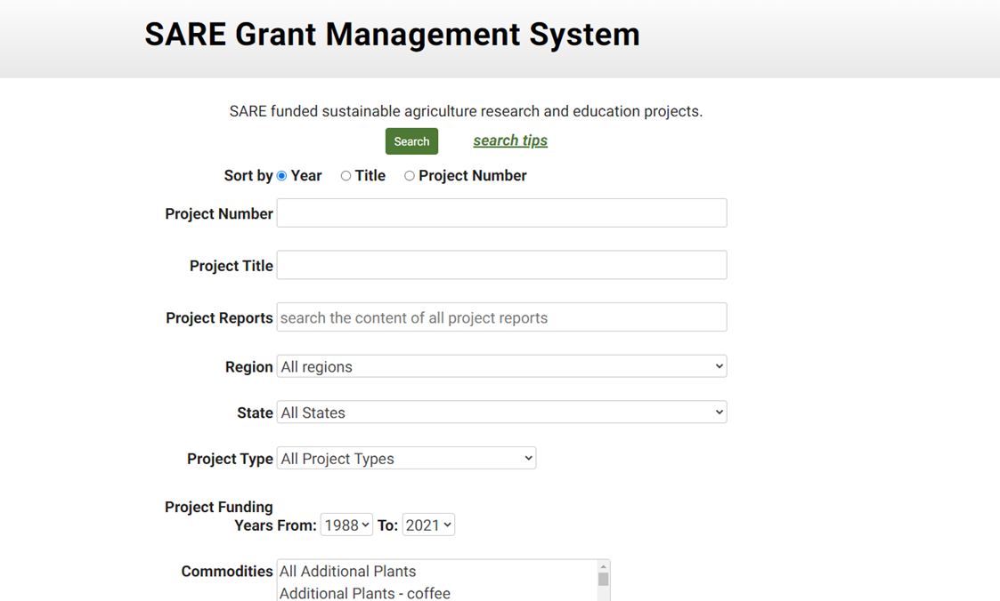 SARE Grant Management System
SARE funded sustainable agriculture research and education projects.
Search search tips
Sort by Year Title Project Number
Project Number
Project Title
Project Reports search the content of all project reports
Region All regions
State All States
Project Type All Project Types
Project Funding
Years From: 1988 To: 2021
Commodities All Additional Plants
Additional Plants - coffee